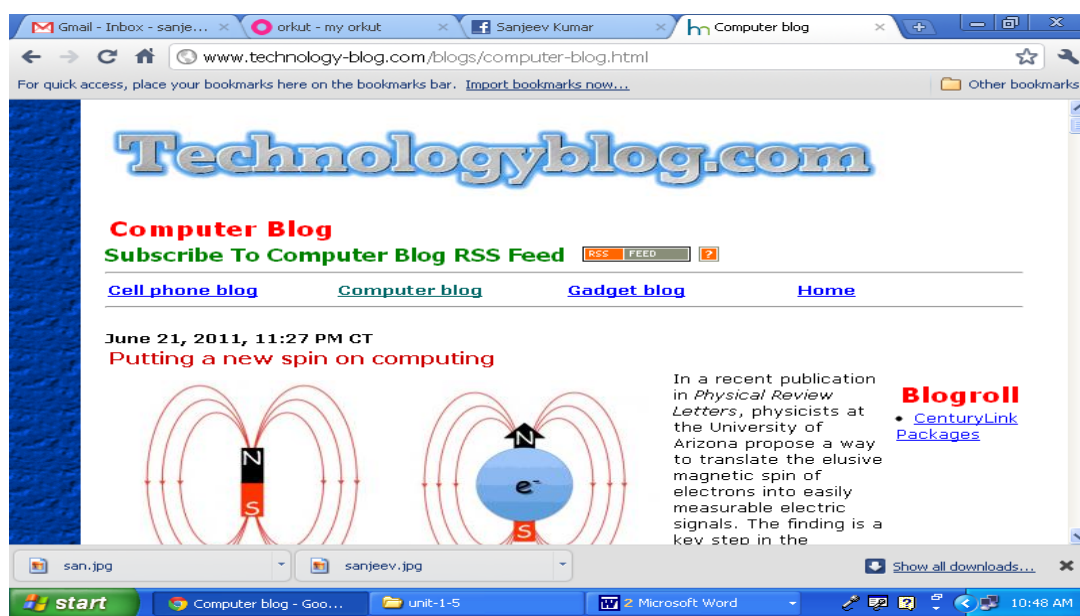 Gmail - Inbox - sanje...
orkut - my orkut
Sanjeev Kumar
Computer blog
www.technology-blog.com/blogs/computer-blog.html
For quick access, place your bookmarks here on the bookmarks bar. Import bookmarks now...
Other bookmarks
Technologyblog.com
Computer Blog
Subscribe To Computer Blog RSS Feed RSS FEED ?
Cell phone blog Computer blog Gadget blog Home
June 21, 2011, 11:27 PM CT
Putting a new spin on computing
N
S
N
e-
S
In a recent publication
in Physical Review
Letters, physicists at
the University of
Arizona propose a way
to translate the elusive
magnetic spin of
electrons into easily
measurable electric
signals. The finding is a
key step in the
Blogroll
• CenturyLink
Packages
san.jpg
sanjeev.jpg
Show all downloads...
start
Computer blog - Goo...
unit-1-5
2 Microsoft Word
10:48 AM